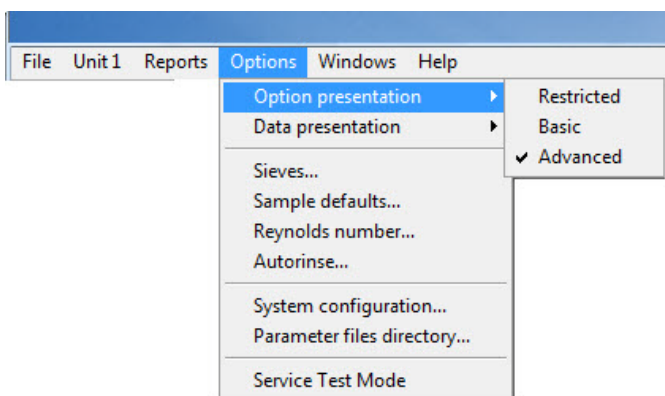 File Unit 1 Reports Options Windows Help
Option presentation
Restricted
Data presentation
Basic
Advanced
Sieves...
Sample defaults...
Reynolds number...
Autorinse...
System configuration...
Parameter files directory...
Service Test Mode